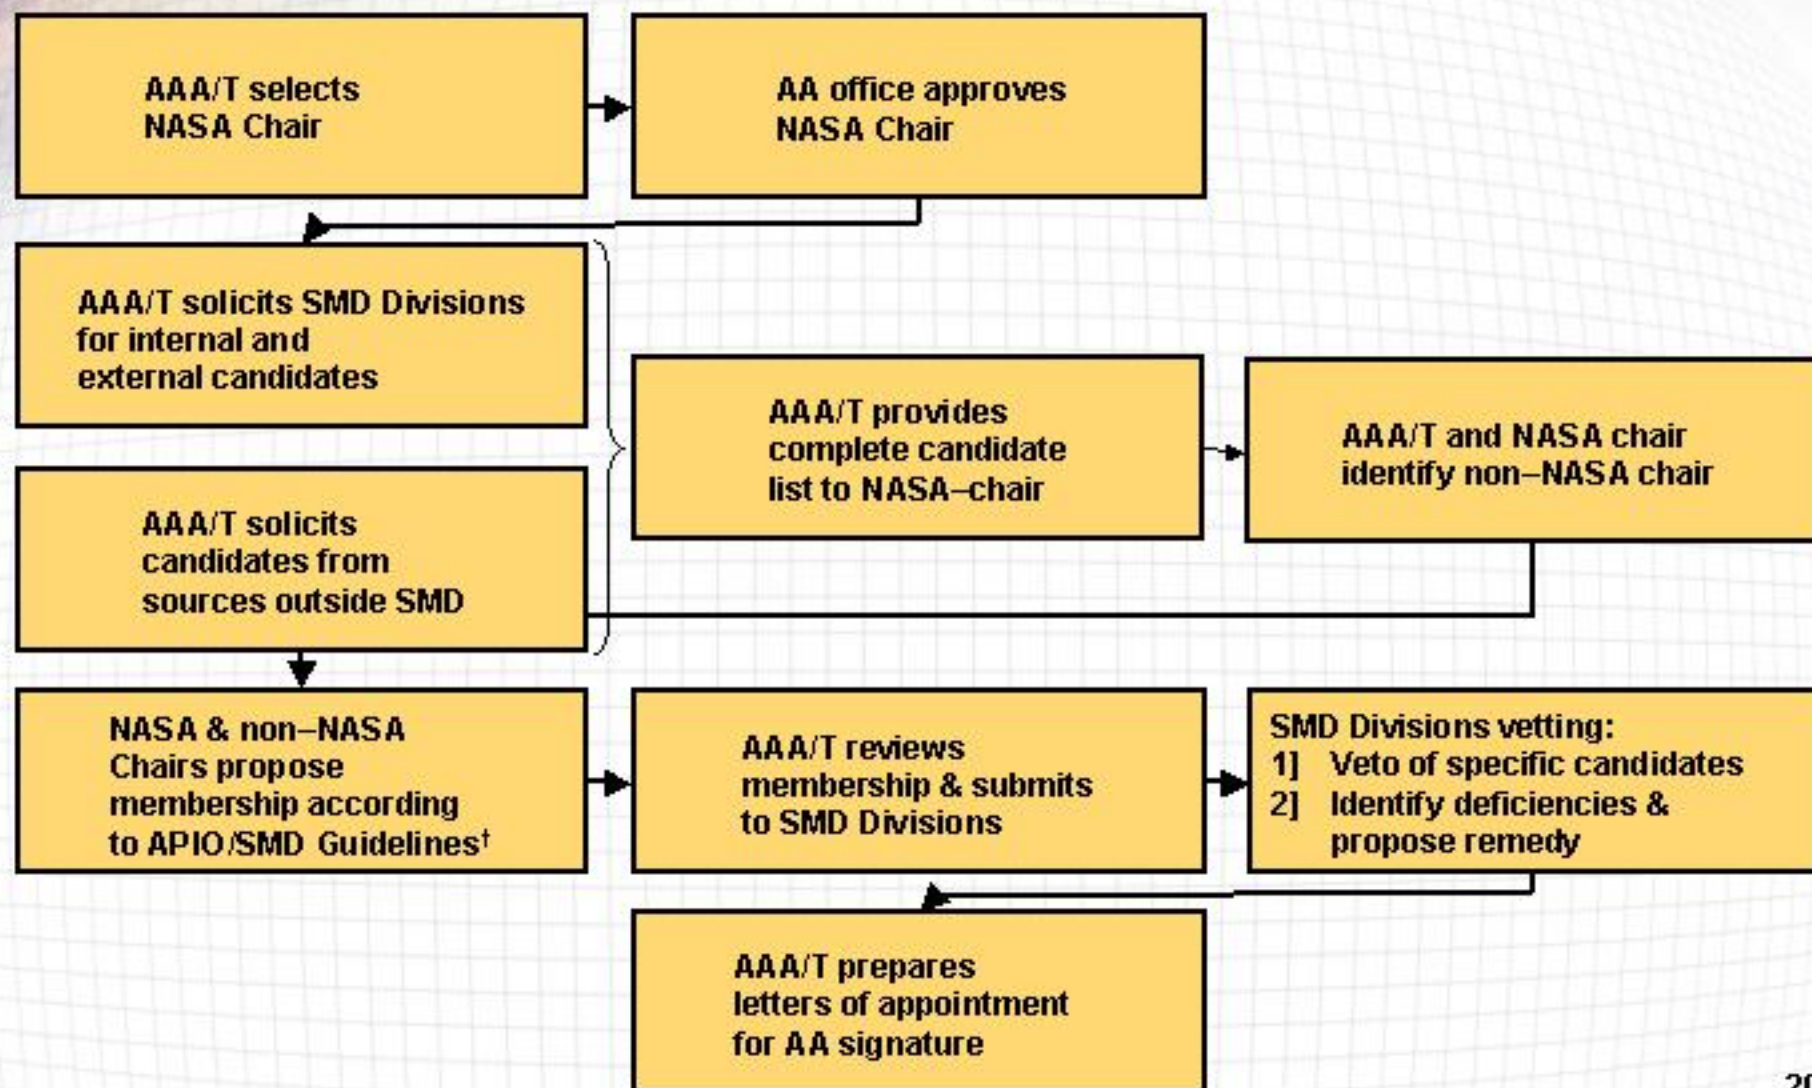 AAA/T selects
NASA Chair
AA office approves
NASA Chair
AAA/T solicits SMD Divisions
for internal and
external candidates
AAA/T provides
complete candidate
list to NASA–chair
AAA/T and NASA chair
identify non–NASA chair
AAA/T solicits
candidates from
sources outside SMD
NASA & non–NASA
Chairs propose
membership according
to APIO/SMD Guidelines†
AAA/T reviews
membership & submits
to SMD Divisions
SMD Divisions vetting:
1] Veto of specific candidates
2] Identify deficiencies &
propose remedy
AAA/T prepares
letters of appointment
for AA signature